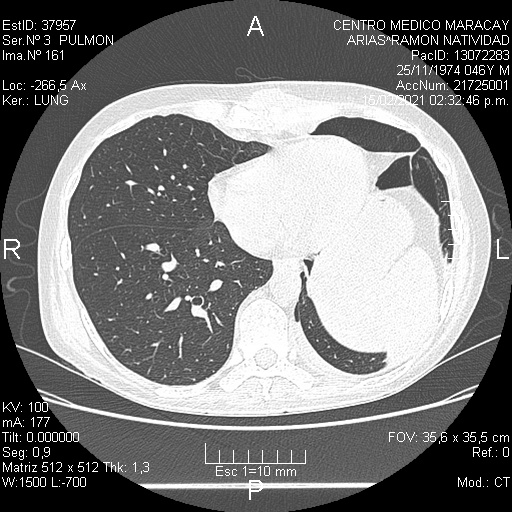 EstID: 37957
Ser.Nº 3 PULMON
Ima.Nº 161
Loc: -266,5 Ax
Ker.: LUNG
A
CENTRO MEDICO MARACAY
ARIAS^RAMON NATIVIDAD
PacID: 13072283
25/11/1974 046Y M
AccNum: 21725001
16/02/2021 02:32:46 p.m.
R
L
KV: 100
mA: 177
Tilt: 0.000000
Seg: 0,9
Matriz 512 x 512 Thk: 1,3
W:1500 L:-700
Esc 1=10 mm
P
FOV: 35,6 x 35,5 cm
Ref.: 0
Mod.: CT